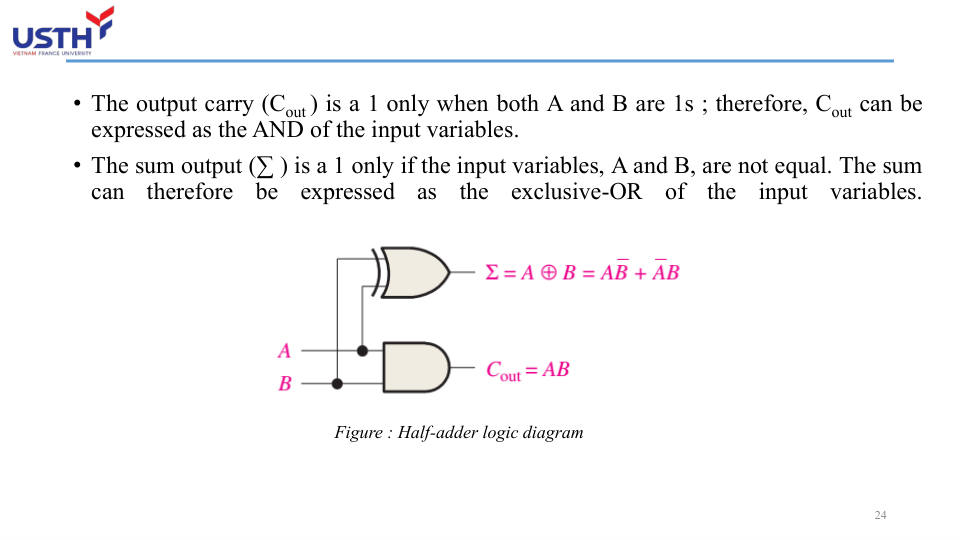 USTH
VIETNAM FRANCE UNIVERSITY
• The output carry (Cout ) is a 1 only when both A and B are 1s ; therefore, Cout can be
expressed as the AND of the input variables.
• The sum output (∑ ) is a 1 only if the input variables, A and B, are not equal. The sum
can therefore be expressed as the exclusive-OR of the input variables.
Σ = A ⊕ B = AB̅ + A̅B
A
B
Cout = AB
Figure : Half-adder logic diagram
24